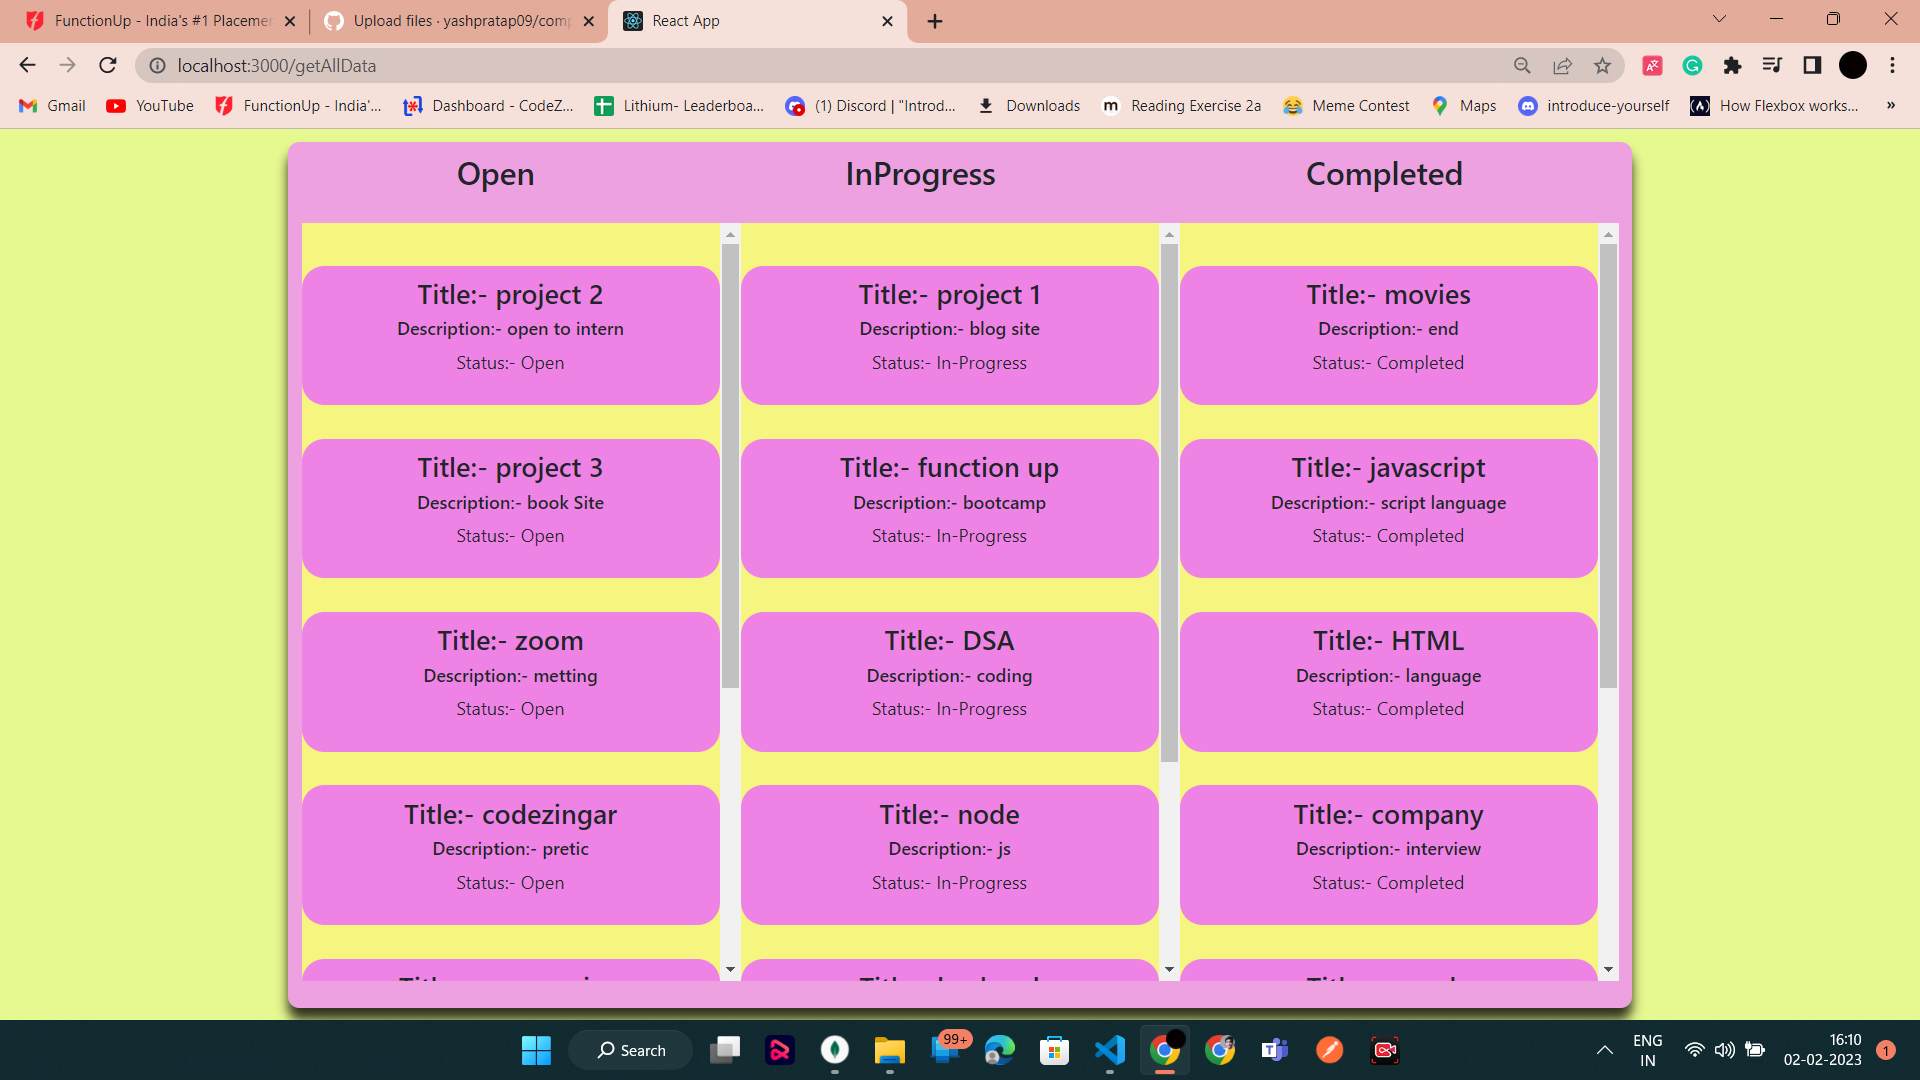 FunctionUp - India's #1 Placemen
Upload files · yashpratap09/comp
React App
localhost:3000/getAllData
Gmail
YouTube
FunctionUp - India'...
Dashboard - CodeZ...
Lithium- Leaderboa...
(1) Discord | "Introd...
Downloads
m
Reading Exercise 2a
Meme Contest
Maps
introduce-yourself
How Flexbox works...
»
Open
InProgress
Completed
Title:- project 2
Description:- open to intern
Status:- Open
Title:- project 3
Description:- book Site
Status:- Open
Title:- zoom
Description:- metting
Status:- Open
Title:- codezingar
Description:- pretic
Status:- Open
Title:- project 1
Description:- blog site
Status:- In-Progress
Title:- function up
Description:- bootcamp
Status:- In-Progress
Title:- DSA
Description:- coding
Status:- In-Progress
Title:- node
Description:- js
Status:- In-Progress
Title:- movies
Description:- end
Status:- Completed
Title:- javascript
Description:- script language
Status:- Completed
Title:- HTML
Description:- language
Status:- Completed
Title:- company
Description:- interview
Status:- Completed
Search
99+
ENG
IN
16:10
02-02-2023
1